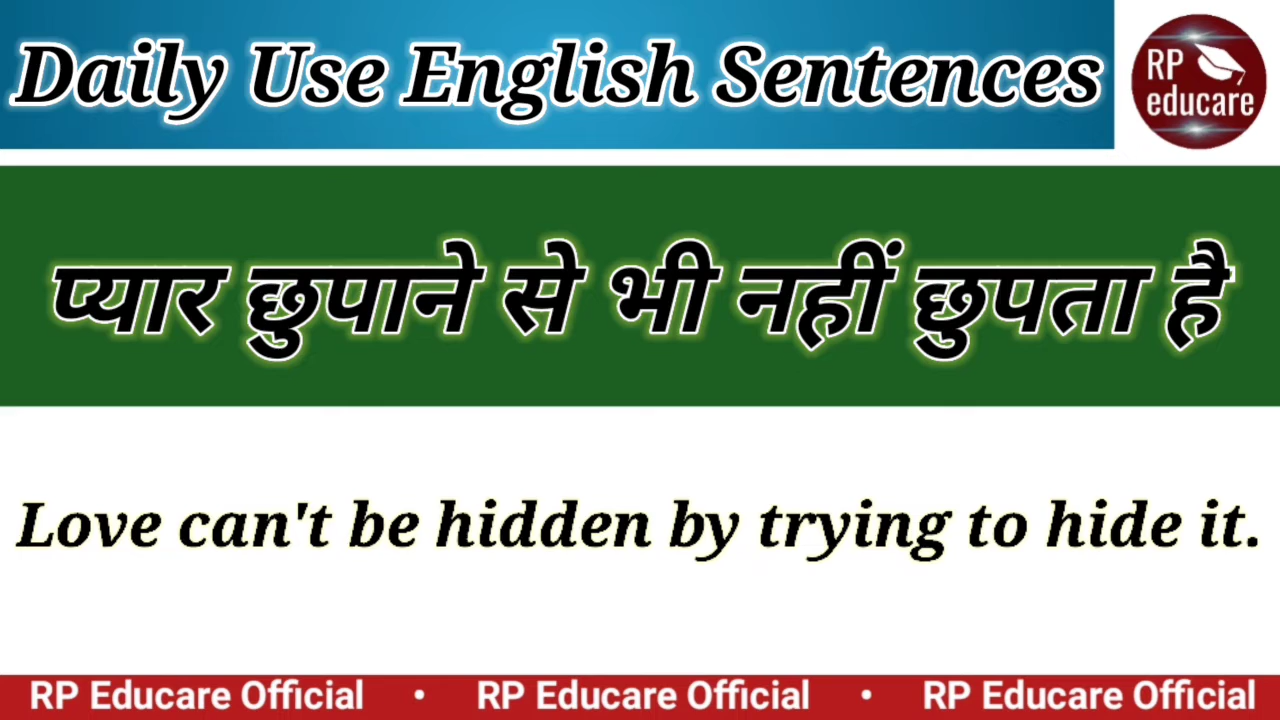 Daily Use English Sentences
RP
educare
प्यार छुपाने से भी नहीं छुपता है
Love can't be hidden by trying to hide it.
RP Educare Official • RP Educare Official • RP Educare Official